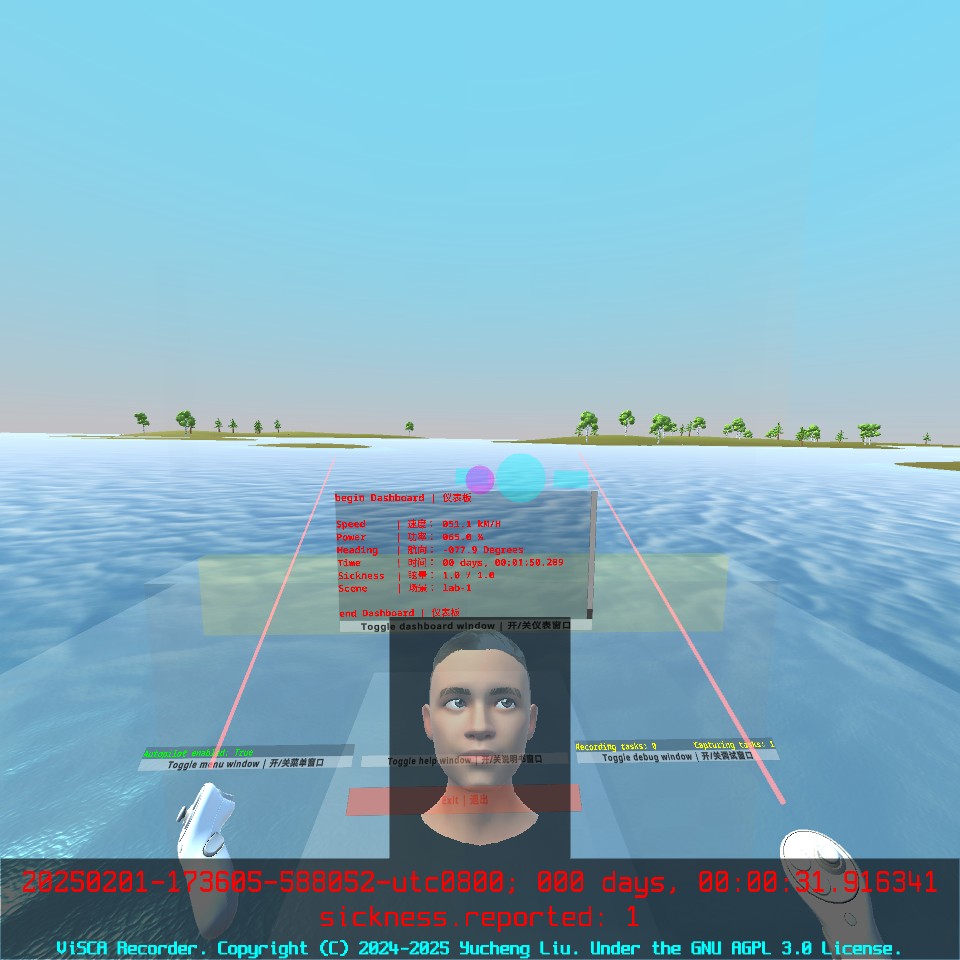 begin Dashboard | 仪表板
Speed | 速度： 051.1 kM/H
Power | 功率： 065.0 %
Heading | 航向： -077.9 Degrees
Time | 时间： 00 days, 00:01:50.289
Sickness | 眩晕： 1.0 / 1.0
Scene | 场景： lab-1
end Dashboard | 仪表板
Toggle dashboard window | 开/关仪表窗口
Autopilot enabled: True
Toggle menu window | 开/关菜单窗口
Toggle help window | 开/关说明书窗口
Recording tasks: 0 Capturing tasks: 1
Toggle debug window | 开/关调试窗口
Exit | 退出
20250201-173605-588052-utc0800; 000 days, 00:00:31.916341
sickness.reported: 1
ViSCA Recorder. Copyright (C) 2024-2025 Yucheng Liu. Under the GNU AGPL 3.0 License.